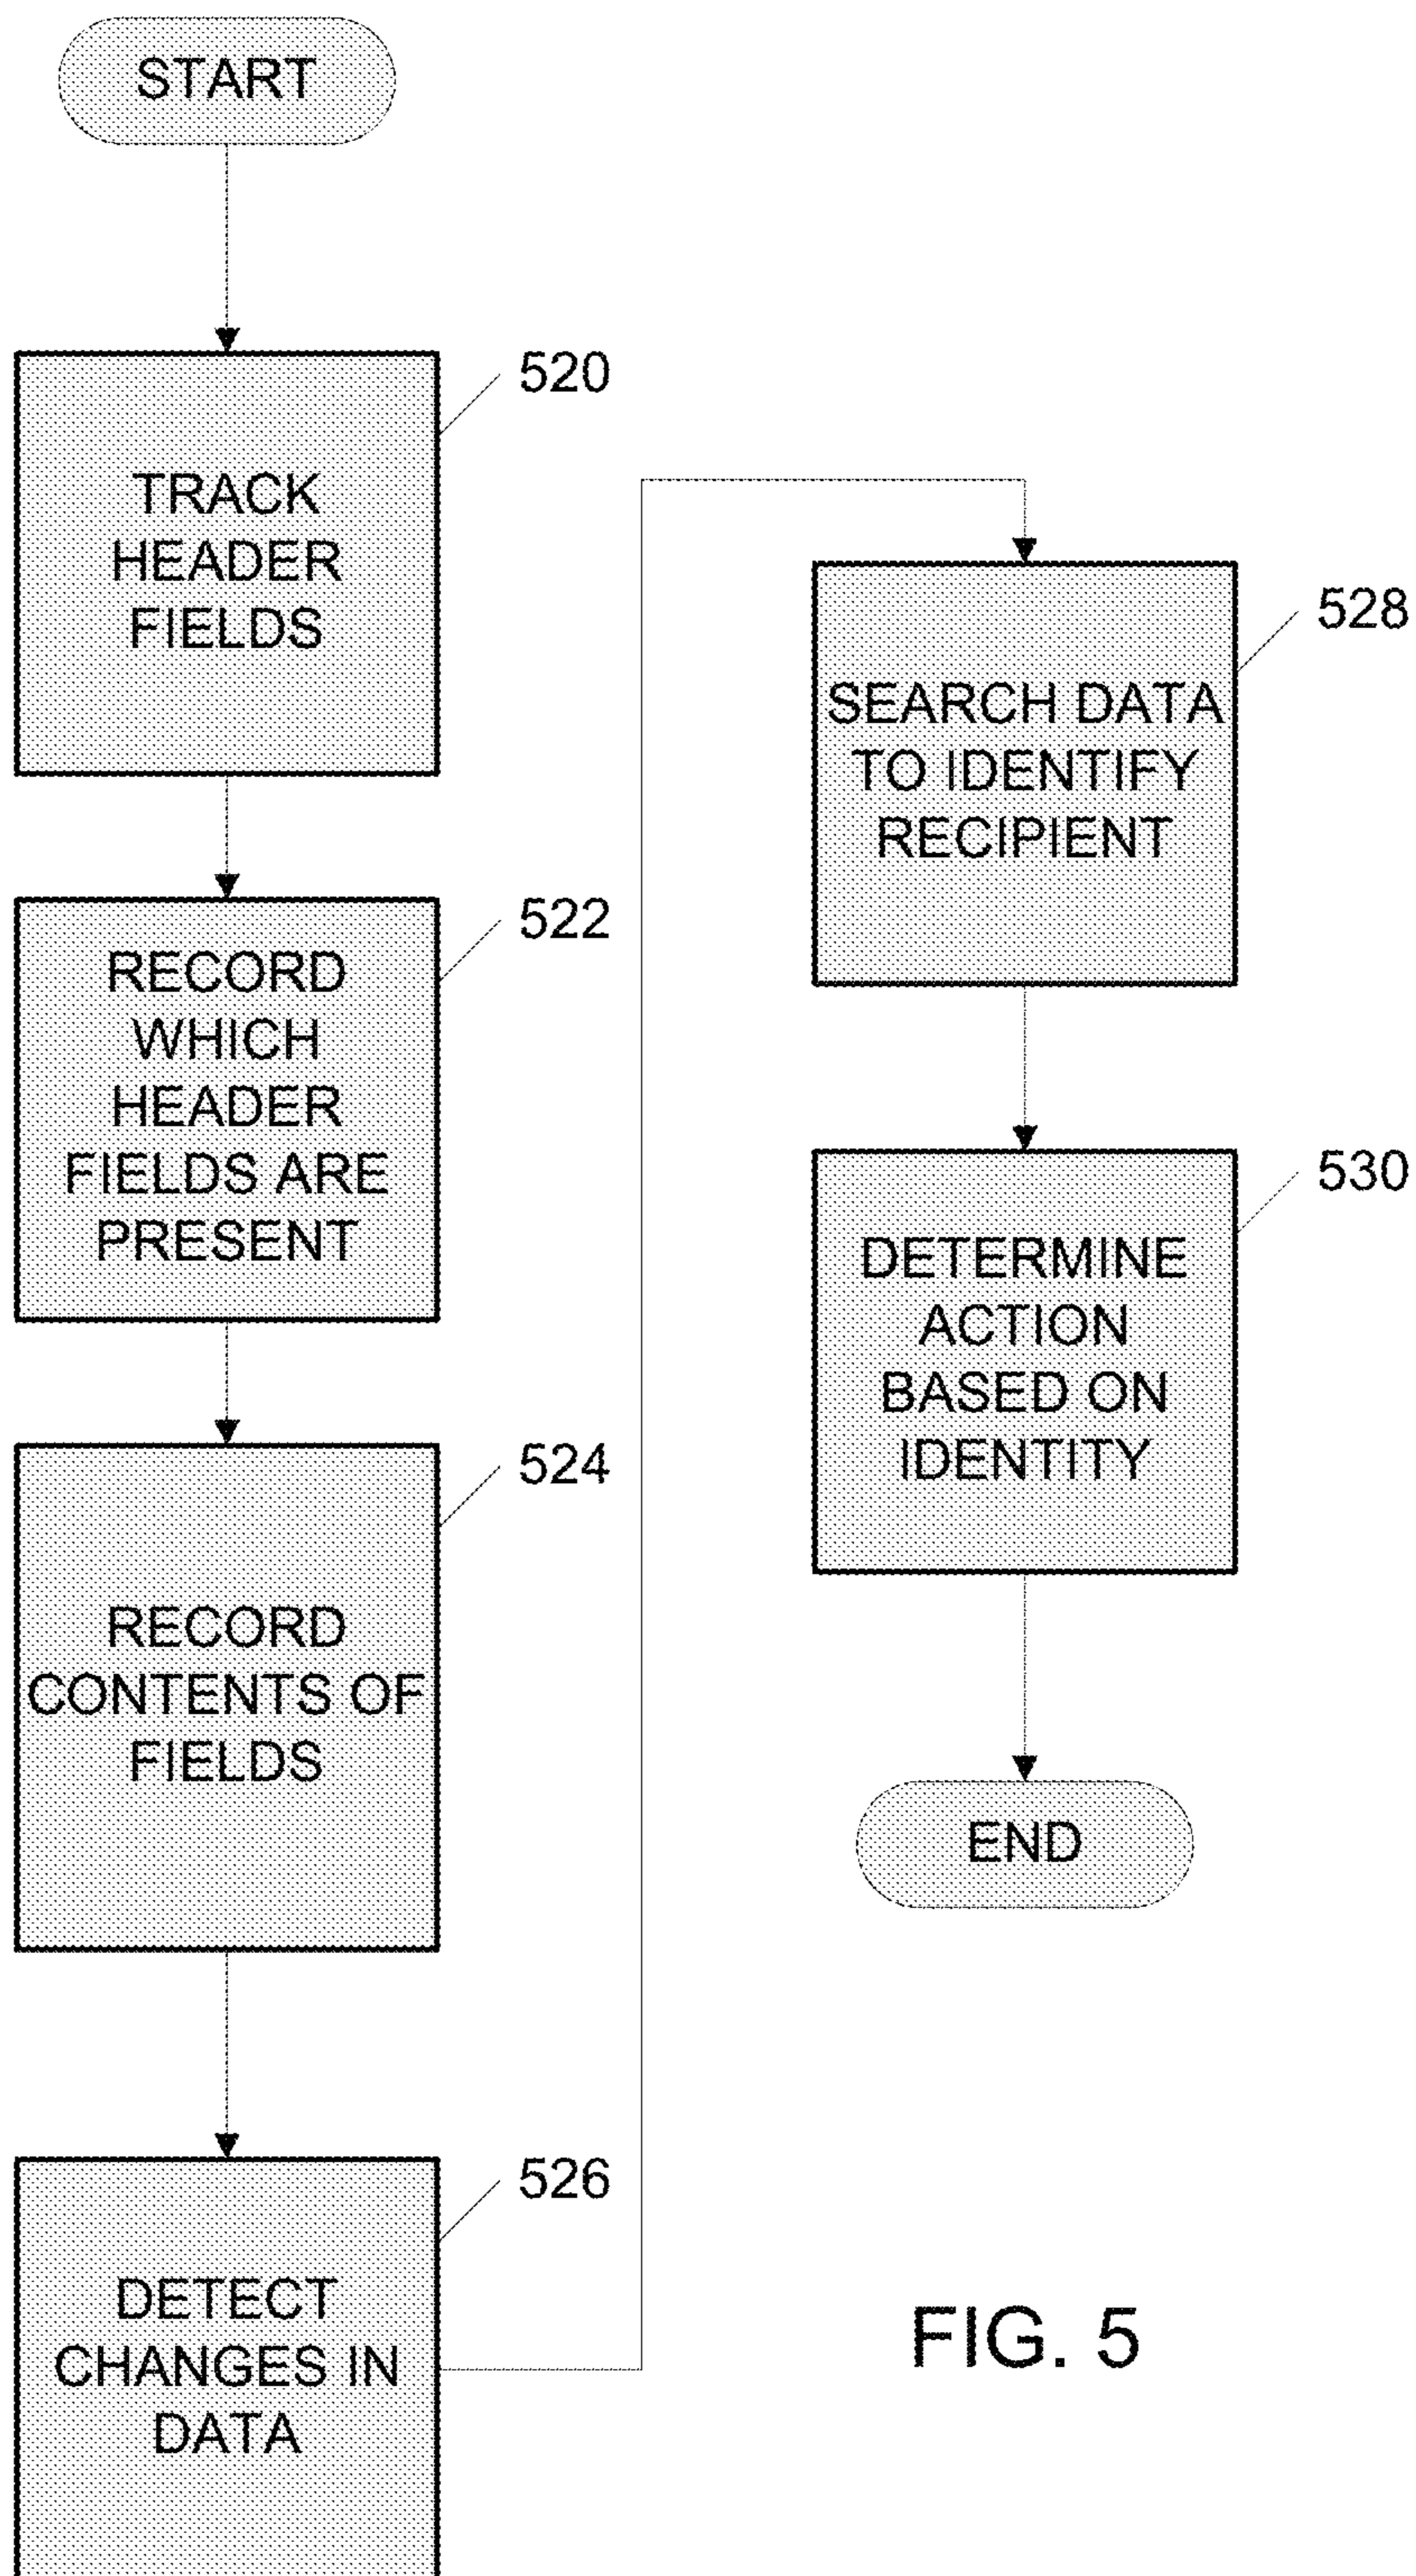 START
520
TRACK
HEADER
FIELDS
522
RECORD
WHICH
HEADER
FIELDS ARE
PRESENT
524
RECORD
CONTENTS OF
FIELDS
526
DETECT
CHANGES IN
DATA
528
SEARCH DATA
TO IDENTIFY
RECIPIENT
530
DETERMINE
ACTION
BASED ON
IDENTITY
END
FIG. 5